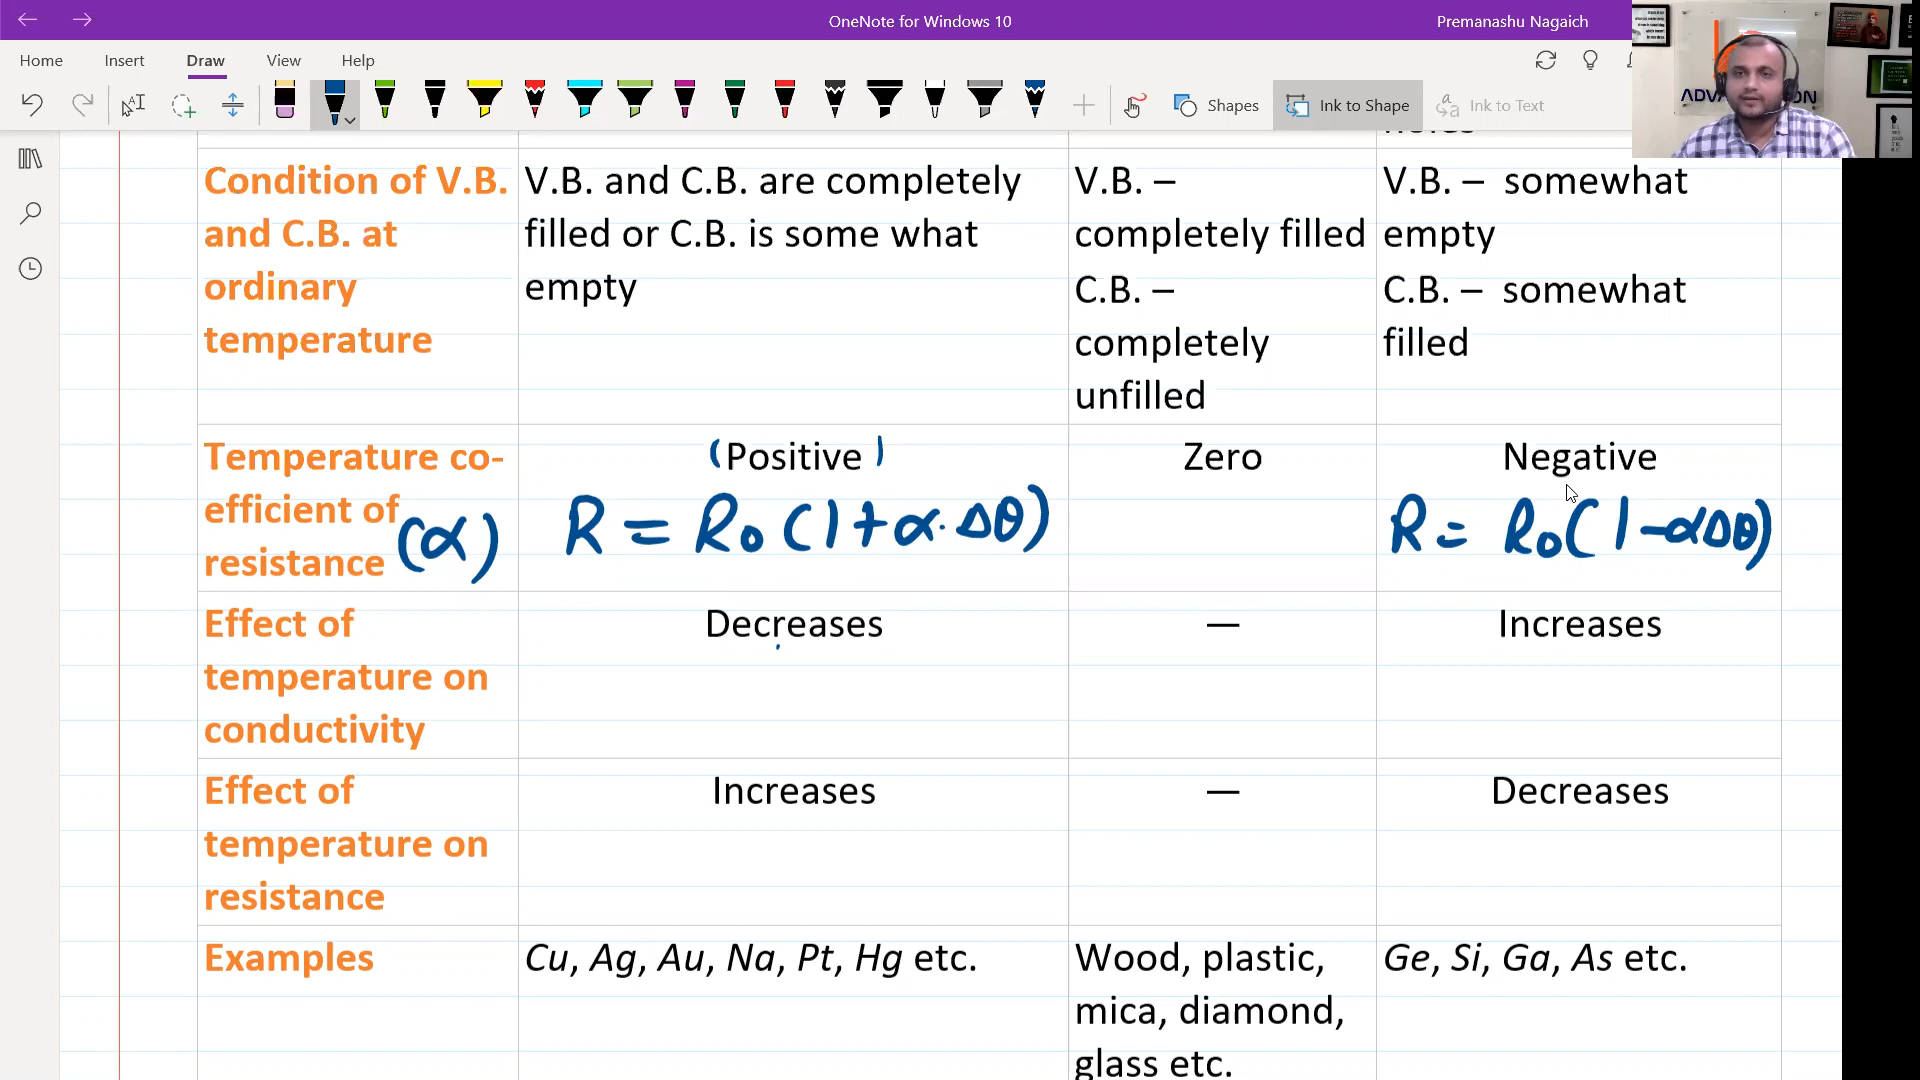 OneNote for Windows 10
Premanashu Nagaich
Home Insert Draw View Help
Shapes Ink to Shape Ink to Text
Condition of V.B.
and C.B. at
ordinary
temperature
V.B. and C.B. are completely
filled or C.B. is some what
empty
V.B. –
completely filled
C.B. –
completely
unfilled
V.B. – somewhat
empty
C.B. – somewhat
filled
Temperature co-
efficient of
resistance (α)
(Positive)
R = R₀(1+α.Δθ)
Zero
Negative
R = R₀(1-αΔθ)
Effect of
temperature on
conductivity
Decreases
—
Increases
Effect of
temperature on
resistance
Increases
—
Decreases
Examples
Cu, Ag, Au, Na, Pt, Hg etc.
Wood, plastic,
mica, diamond,
glass etc.
Ge, Si, Ga, As etc.